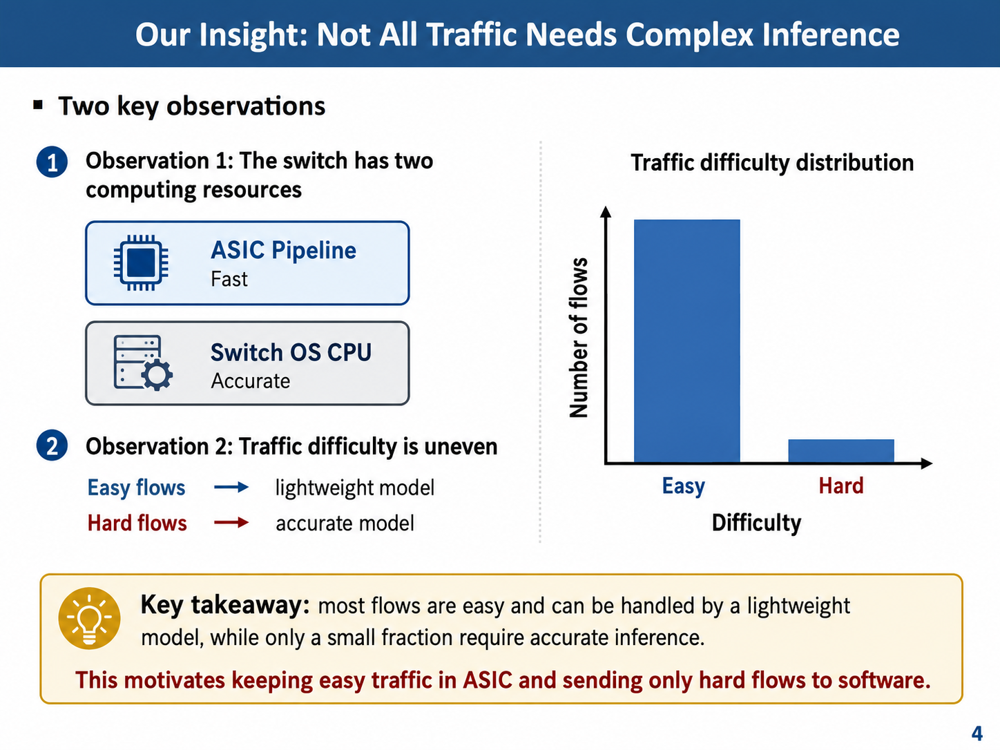 Our Insight: Not All Traffic Needs Complex Inference
▪ Two key observations
1 Observation 1: The switch has two
computing resources
ASIC Pipeline
Fast
Switch OS CPU
Accurate
2 Observation 2: Traffic difficulty is uneven
Easy flows → lightweight model
Hard flows → accurate model
Traffic difficulty distribution
Number of flows
Easy Hard
Difficulty
Key takeaway: most flows are easy and can be handled by a lightweight
model, while only a small fraction require accurate inference.
This motivates keeping easy traffic in ASIC and sending only hard flows to software.
4